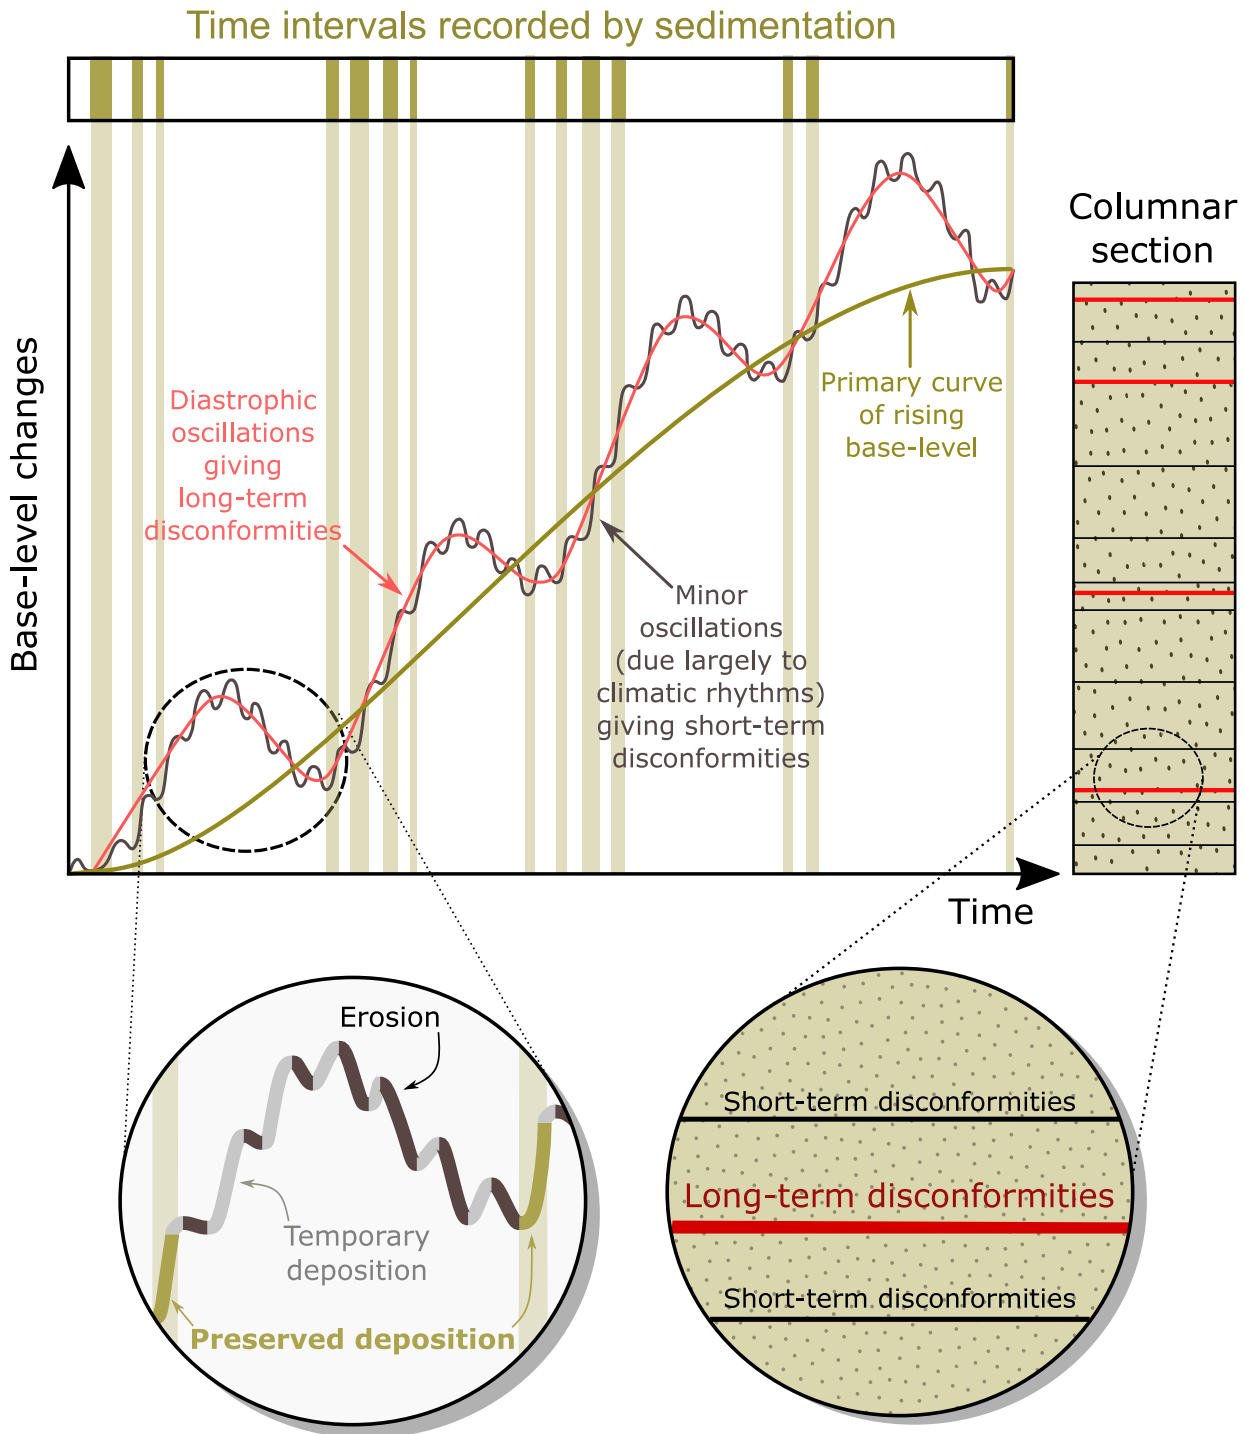 Time intervals recorded by sedimentation
Base-level changes
Columnar
section
Diastrophic
oscillations
giving
long-term
disconformities
Primary curve
of rising
base-level
Minor
oscillations
(due largely to
climatic rhythms)
giving short-term
disconformities
Time
Erosion
Temporary
deposition
Preserved deposition
Short-term disconformities
Long-term disconformities
Short-term disconformities